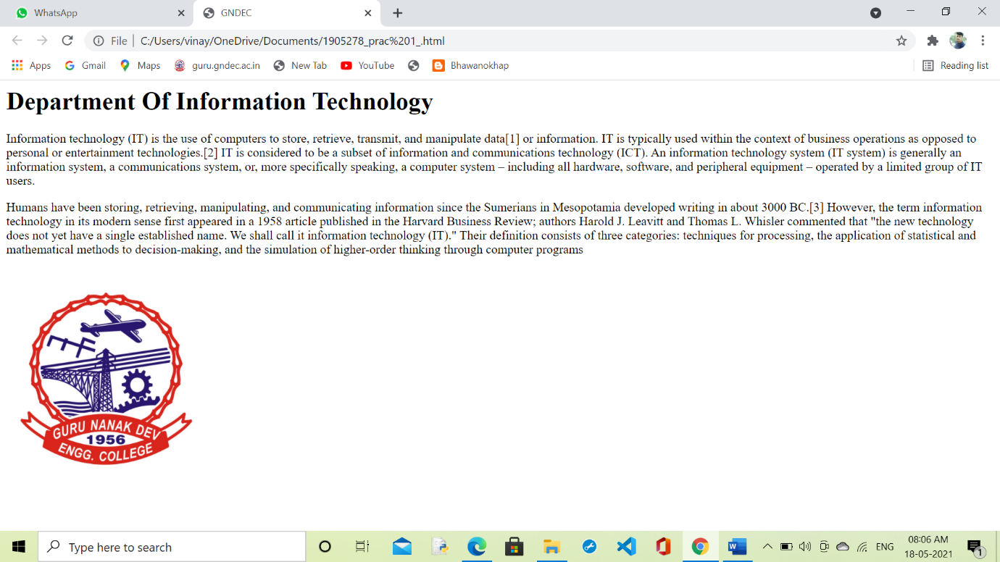 WhatsApp
GNDEC
File
C:/Users/vinay/OneDrive/Documents/1905278_prac%201_.html
Apps
Gmail
Maps
guru.gndec.ac.in
New Tab
YouTube
Bhawanokhap
Reading list
Department Of Information Technology
Information technology (IT) is the use of computers to store, retrieve, transmit, and manipulate data[1] or information. IT is typically used within the context of business operations as opposed to
personal or entertainment technologies.[2] IT is considered to be a subset of information and communications technology (ICT). An information technology system (IT system) is generally an
information system, a communications system, or, more specifically speaking, a computer system – including all hardware, software, and peripheral equipment – operated by a limited group of IT
users.
Humans have been storing, retrieving, manipulating, and communicating information since the Sumerians in Mesopotamia developed writing in about 3000 BC.[3] However, the term information
technology in its modern sense first appeared in a 1958 article published in the Harvard Business Review; authors Harold J. Leavitt and Thomas L. Whisler commented that "the new technology
does not yet have a single established name. We shall call it information technology (IT)." Their definition consists of three categories: techniques for processing, the application of statistical and
mathematical methods to decision-making, and the simulation of higher-order thinking through computer programs
GURU NANAK DEV
1956
ENGG. COLLEGE
Type here to search
ENG
08:06 AM
18-05-2021
1